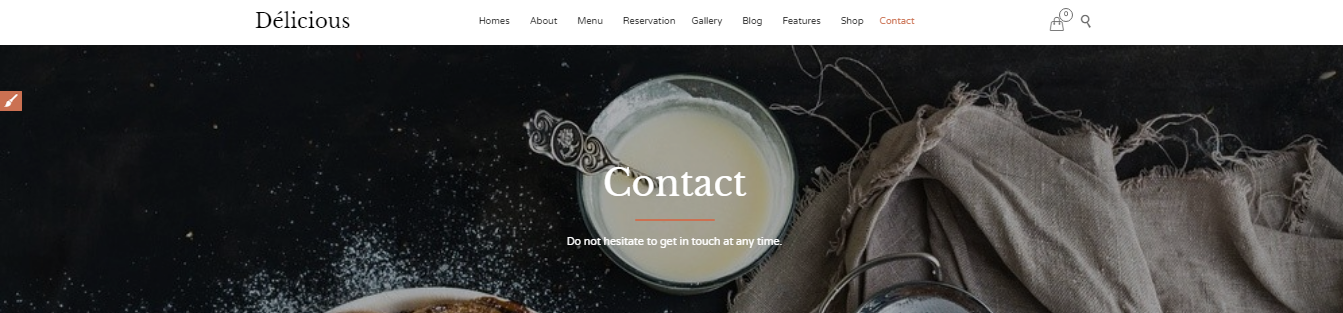 Délicious
Homes About Menu Reservation Gallery Blog Features Shop Contact
0
Contact
Do not hesitate to get in touch at any time.